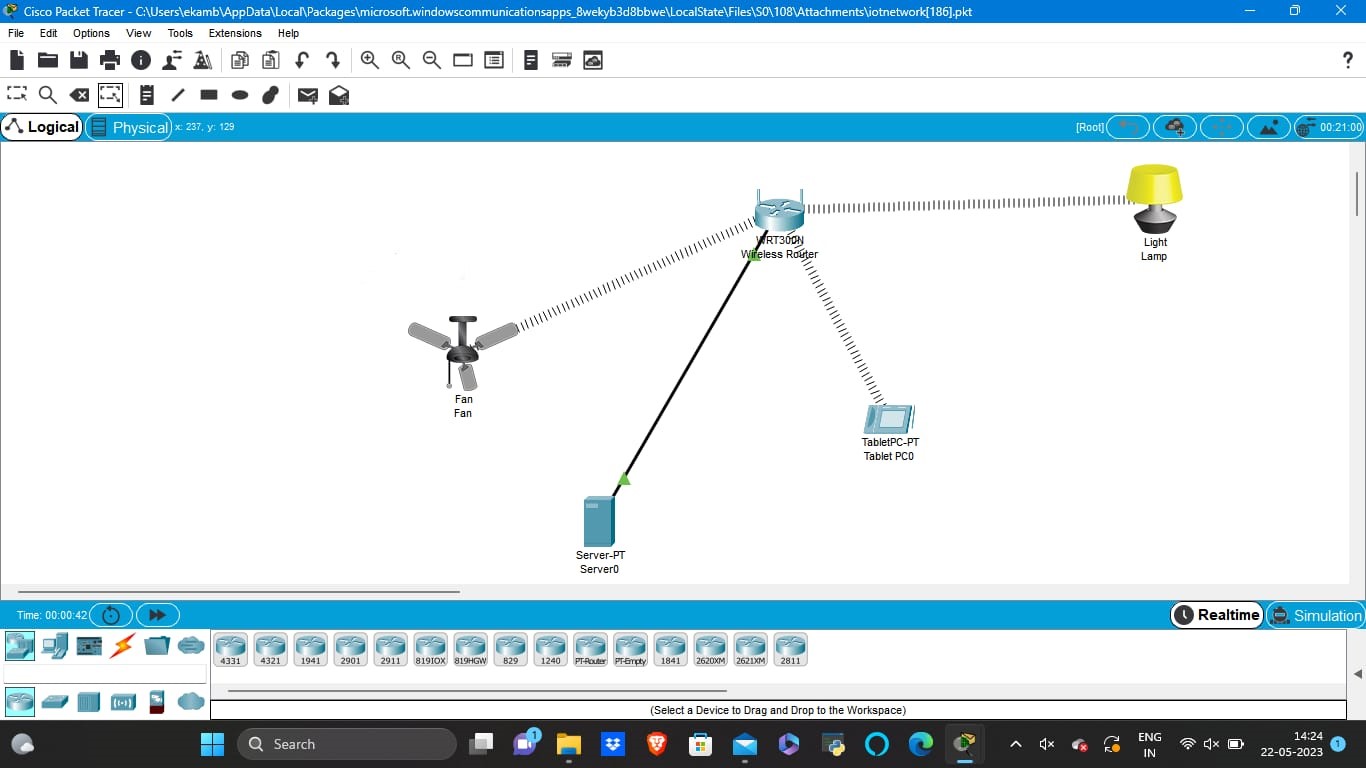 Cisco Packet Tracer - C:\Users\ekamb\AppData\Local\Packages\microsoft.windowscommunicationsapps_8wekyb3d8bbwe\LocalState\Files\S0\108\Attachments\iotnetwork[186].pkt
File Edit Options View Tools Extensions Help
?
Logical Physical x: 237, y: 129 [Root] 00:21:00
WRT300N
Wireless Router
Light
Lamp
Fan
Fan
TabletPC-PT
Tablet PC0
Server-PT
Server0
Time: 00:00:42 Realtime Simulation
4331 4321 1941 2901 2911 819IOX 819HGW 829 1240 PT-Router PT-Empty 1841 2620XM 2621XM 2811
(Select a Device to Drag and Drop to the Workspace)
Search 1 ENG 14:24
IN 22-05-2023 1